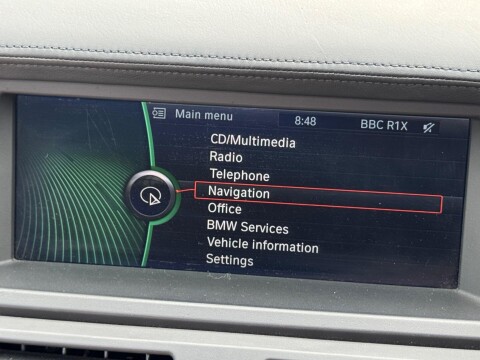 Main menu
8:48
BBC R1X
CD/Multimedia
Radio
Telephone
Navigation
Office
BMW Services
Vehicle information
Settings